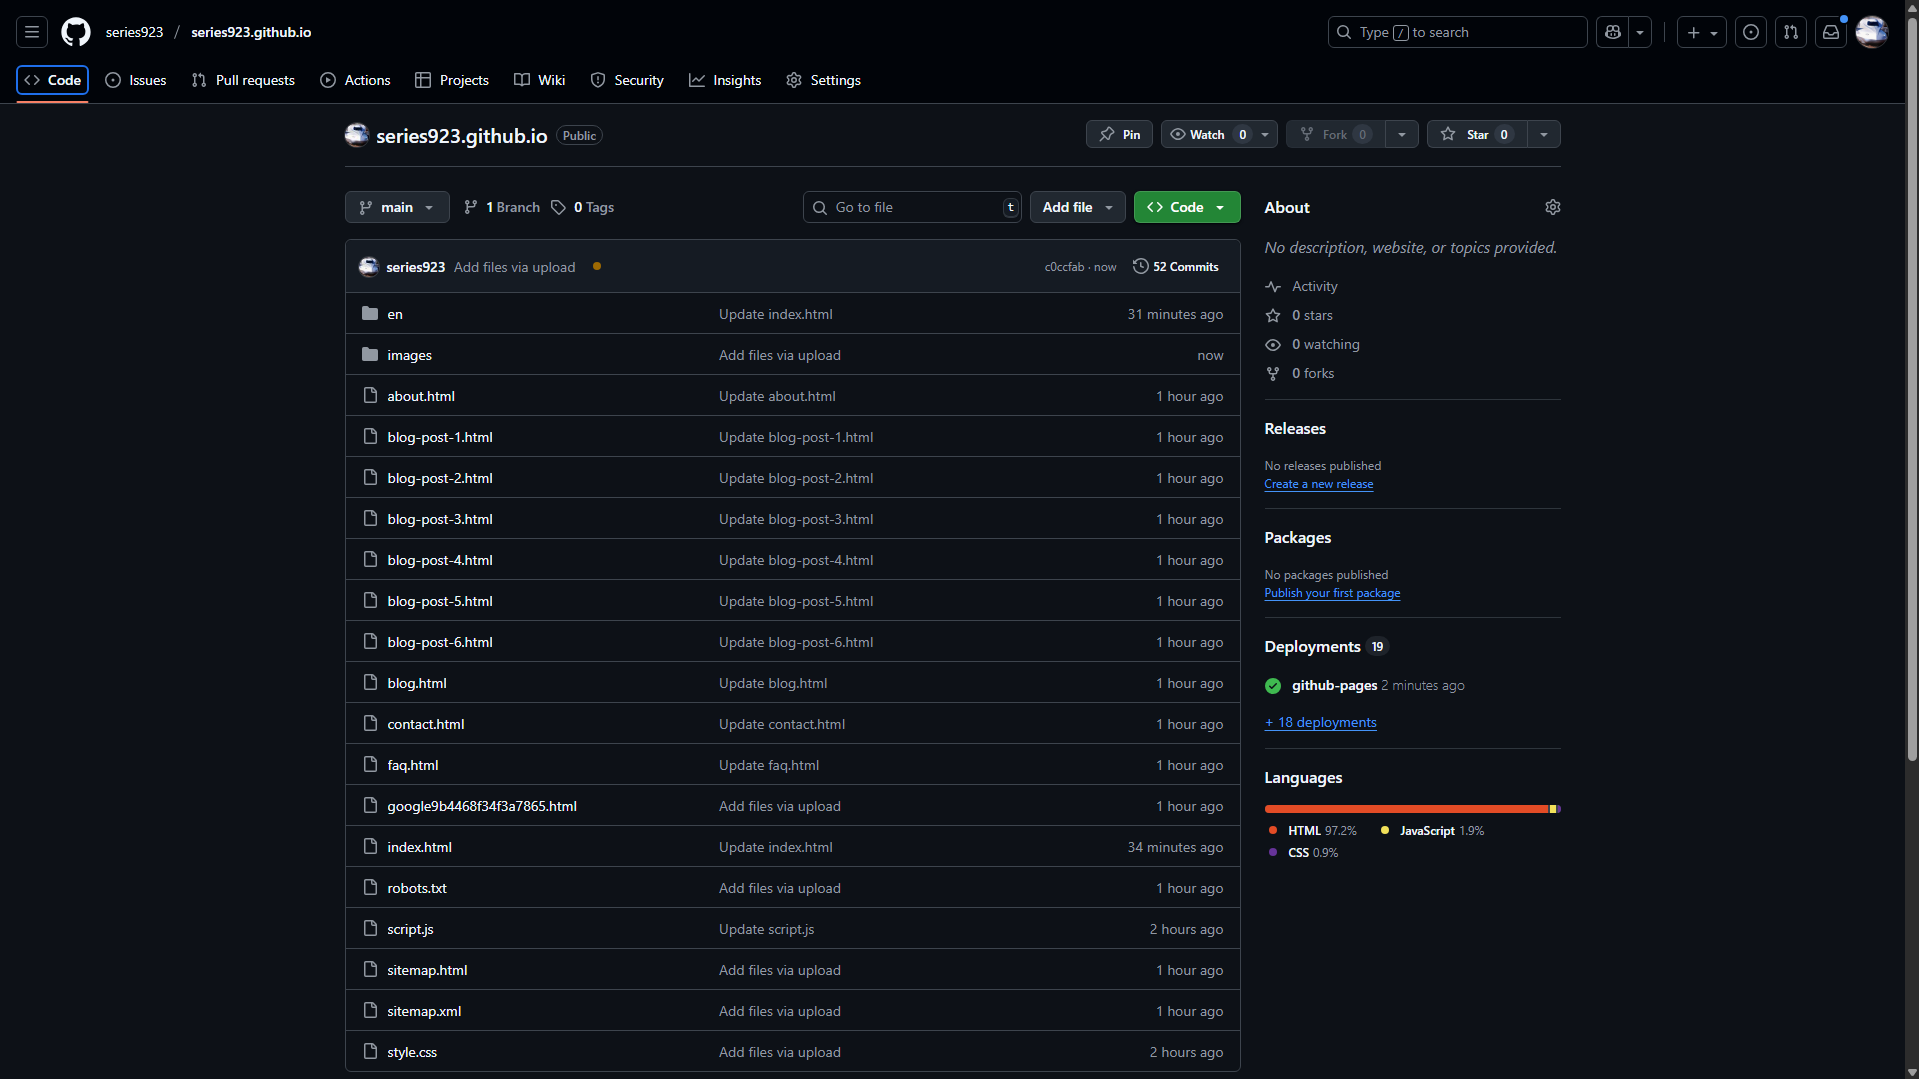 series923 / series923.github.io
Type / to search
Code Issues Pull requests Actions Projects Wiki Security Insights Settings
series923.github.io Public
Pin Watch 0 Fork 0 Star 0
main 1 Branch 0 Tags Go to file t Add file Code
series923 Add files via upload c0ccfab · now 52 Commits
en Update index.html 31 minutes ago
images Add files via upload now
about.html Update about.html 1 hour ago
blog-post-1.html Update blog-post-1.html 1 hour ago
blog-post-2.html Update blog-post-2.html 1 hour ago
blog-post-3.html Update blog-post-3.html 1 hour ago
blog-post-4.html Update blog-post-4.html 1 hour ago
blog-post-5.html Update blog-post-5.html 1 hour ago
blog-post-6.html Update blog-post-6.html 1 hour ago
blog.html Update blog.html 1 hour ago
contact.html Update contact.html 1 hour ago
faq.html Update faq.html 1 hour ago
google9b4468f34f3a7865.html Add files via upload 1 hour ago
index.html Update index.html 34 minutes ago
robots.txt Add files via upload 1 hour ago
script.js Update script.js 2 hours ago
sitemap.html Add files via upload 1 hour ago
sitemap.xml Add files via upload 1 hour ago
style.css Add files via upload 2 hours ago
About
No description, website, or topics provided.
Activity
0 stars
0 watching
0 forks
Releases
No releases published
Create a new release
Packages
No packages published
Publish your first package
Deployments 19
github-pages 2 minutes ago
+ 18 deployments
Languages
HTML 97.2% JavaScript 1.9%
CSS 0.9%